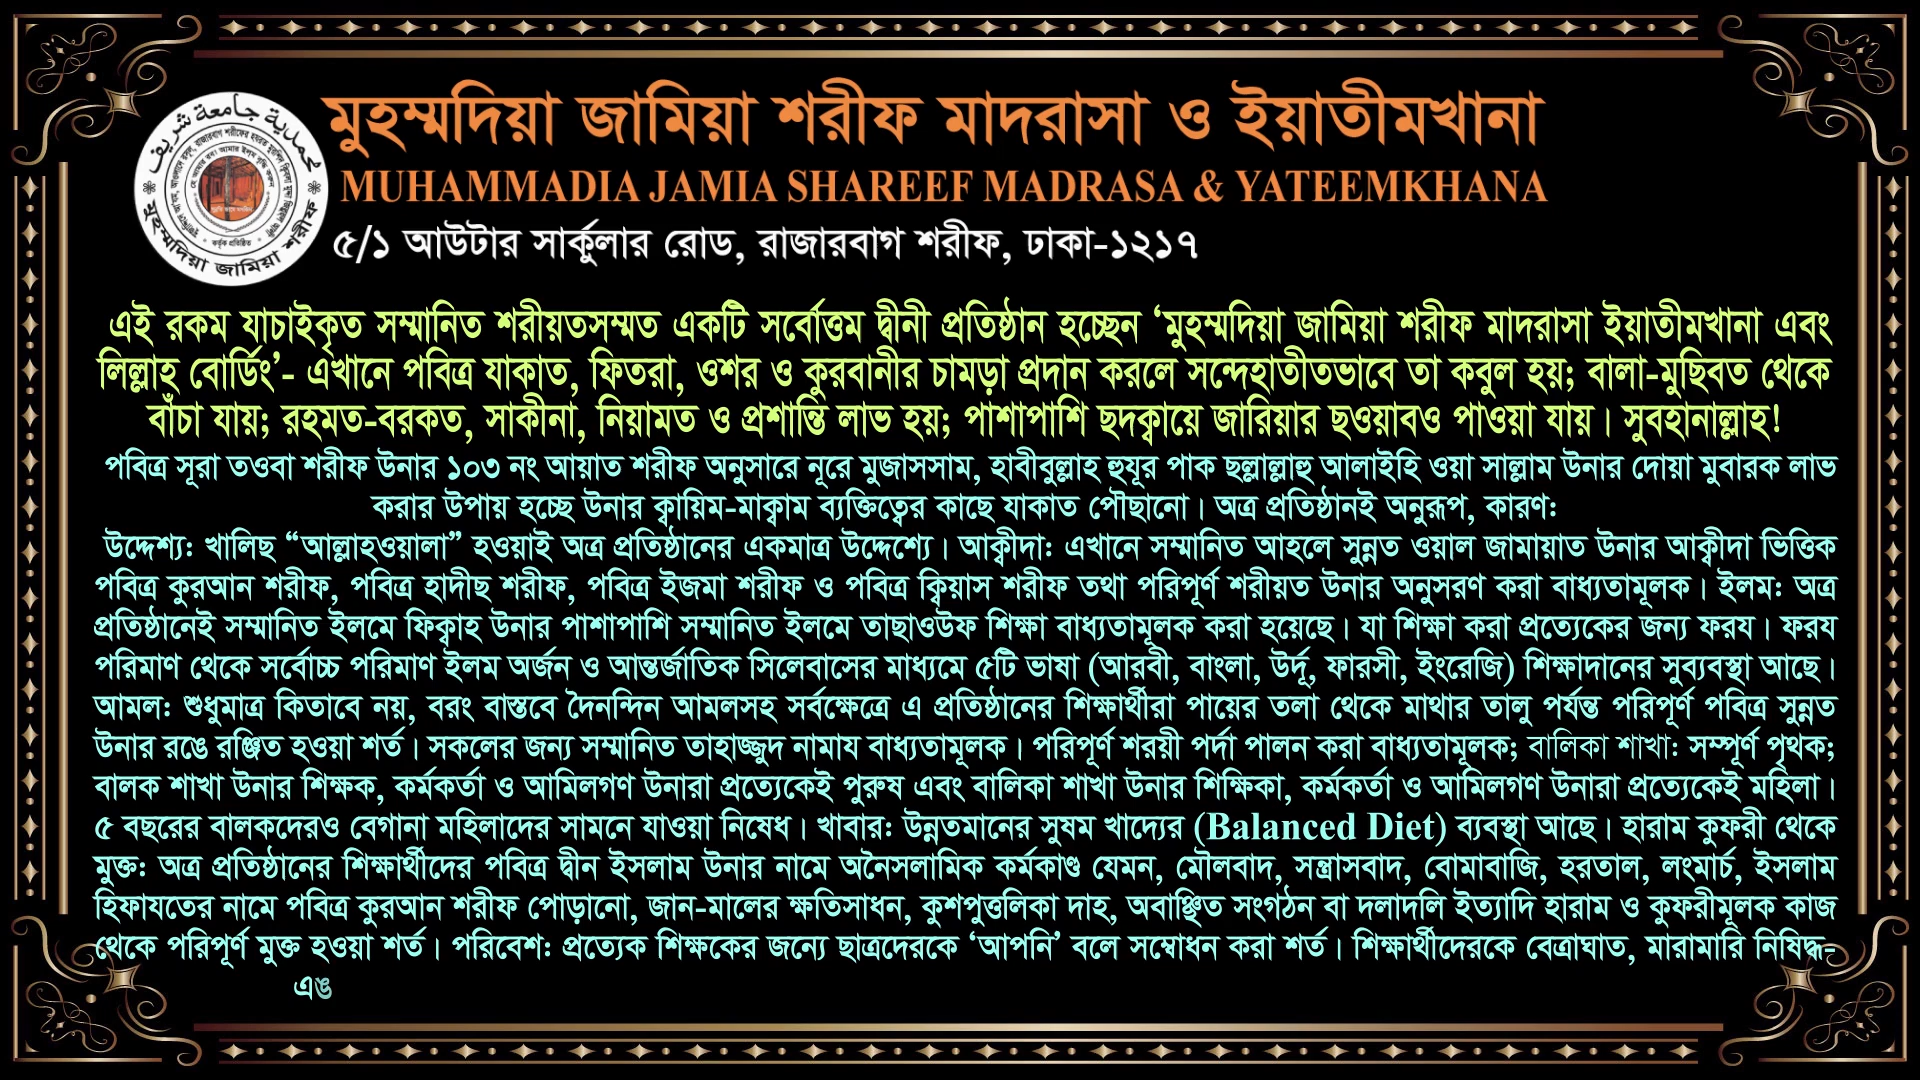 মুহম্মদিয়া জামিয়া শরীফ মাদরাসা ও ইয়াতীমখানা
MUHAMMADIA JAMIA SHAREEF MADRASA & YATEEMKHANA
৫/১ আউটার সার্কুলার রোড, রাজারবাগ শরীফ, ঢাকা-১২১৭
محمدية جامعة شريف
মুহম্মদিয়া জামিয়া শরীফ
এই রকম যাচাইকৃত সম্মানিত শরীয়তসম্মত একটি সর্বোত্তম দ্বীনী প্রতিষ্ঠান হচ্ছেন ‘মুহম্মদিয়া জামিয়া শরীফ মাদরাসা ইয়াতীমখানা এবং
লিল্লাহ বোর্ডিং’- এখানে পবিত্র যাকাত, ফিতরা, ওশর ও কুরবানীর চামড়া প্রদান করলে সন্দেহাতীতভাবে তা কবুল হয়; বালা-মুছিবত থেকে
বাঁচা যায়; রহমত-বরকত, সাকীনা, নিয়ামত ও প্রশান্তি লাভ হয়; পাশাপাশি ছদক্বায়ে জারিয়ার ছওয়াবও পাওয়া যায়। সুবহানাল্লাহ!
পবিত্র সূরা তওবা শরীফ উনার ১০৩ নং আয়াত শরীফ অনুসারে নূরে মুজাসসাম, হাবীবুল্লাহ হুযূর পাক ছল্লাল্লাহু আলাইহি ওয়া সাল্লাম উনার দোয়া মুবারক লাভ
করার উপায় হচ্ছে উনার ক্বায়িম-মাক্বাম ব্যক্তিত্বের কাছে যাকাত পৌছানো। অত্র প্রতিষ্ঠানই অনুরূপ, কারণ:
উদ্দেশ্য: খালিছ “আল্লাহওয়ালা” হওয়াই অত্র প্রতিষ্ঠানের একমাত্র উদ্দেশ্যে। আক্বীদা: এখানে সম্মানিত আহলে সুন্নত ওয়াল জামায়াত উনার আক্বীদা ভিত্তিক
পবিত্র কুরআন শরীফ, পবিত্র হাদীছ শরীফ, পবিত্র ইজমা শরীফ ও পবিত্র ক্বিয়াস শরীফ তথা পরিপূর্ণ শরীয়ত উনার অনুসরণ করা বাধ্যতামূলক। ইলম: অত্র
প্রতিষ্ঠানেই সম্মানিত ইলমে ফিক্বাহ উনার পাশাপাশি সম্মানিত ইলমে তাছাওউফ শিক্ষা বাধ্যতামূলক করা হয়েছে। যা শিক্ষা করা প্রত্যেকের জন্য ফরয। ফরয
পরিমাণ থেকে সর্বোচ্চ পরিমাণ ইলম অর্জন ও আন্তর্জাতিক সিলেবাসের মাধ্যমে ৫টি ভাষা (আরবী, বাংলা, উর্দূ, ফারসী, ইংরেজি) শিক্ষাদানের সুব্যবস্থা আছে।
আমল: শুধুমাত্র কিতাবে নয়, বরং বাস্তবে দৈনন্দিন আমলসহ সর্বক্ষেত্রে এ প্রতিষ্ঠানের শিক্ষার্থীরা পায়ের তলা থেকে মাথার তালু পর্যন্ত পরিপূর্ণ পবিত্র সুন্নত
উনার রঙে রঞ্জিত হওয়া শর্ত। সকলের জন্য সম্মানিত তাহাজ্জুদ নামায বাধ্যতামূলক। পরিপূর্ণ শরয়ী পর্দা পালন করা বাধ্যতামূলক; বালিকা শাখা: সম্পূর্ণ পৃথক;
বালক শাখা উনার শিক্ষক, কর্মকর্তা ও আমিলগণ উনারা প্রত্যেকেই পুরুষ এবং বালিকা শাখা উনার শিক্ষিকা, কর্মকর্তা ও আমিলগণ উনারা প্রত্যেকেই মহিলা।
৫ বছরের বালকদেরও বেগানা মহিলাদের সামনে যাওয়া নিষেধ। খাবার: উন্নতমানের সুষম খাদ্যের (Balanced Diet) ব্যবস্থা আছে। হারাম কুফরী থেকে
মুক্ত: অত্র প্রতিষ্ঠানের শিক্ষার্থীদের পবিত্র দ্বীন ইসলাম উনার নামে অনৈসলামিক কর্মকাণ্ড যেমন, মৌলবাদ, সন্ত্রাসবাদ, বোমাবাজি, হরতাল, লংমার্চ, ইসলাম
হিফাযতের নামে পবিত্র কুরআন শরীফ পোড়ানো, জান-মালের ক্ষতিসাধন, কুশপুত্তলিকা দাহ, অবাঞ্ছিত সংগঠন বা দলাদলি ইত্যাদি হারাম ও কুফরীমূলক কাজ
থেকে পরিপূর্ণ মুক্ত হওয়া শর্ত। পরিবেশ: প্রত্যেক শিক্ষকের জন্যে ছাত্রদেরকে ‘আপনি’ বলে সম্বোধন করা শর্ত। শিক্ষার্থীদেরকে বেত্রাঘাত, মারামারি নিষিদ্ধ-
এঙ